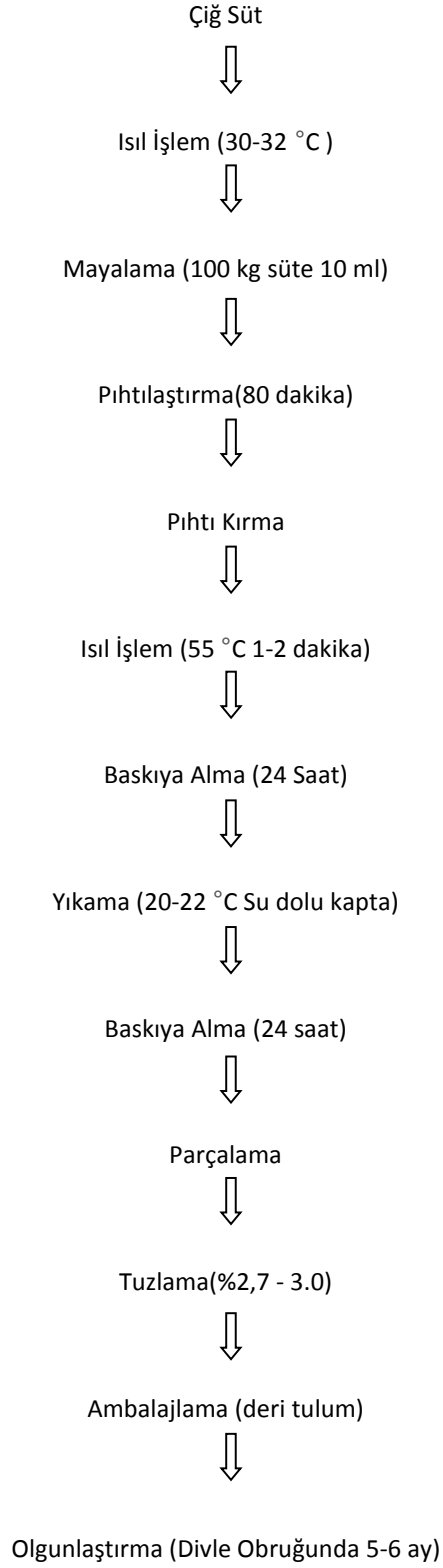 Çiğ Süt
Isıl İşlem (30-32 °C )
Mayalama (100 kg süte 10 ml)
Pıhtılaştırma(80 dakika)
Pıhtı Kırma
Isıl İşlem (55 °C 1-2 dakika)
Baskıya Alma (24 Saat)
Yıkama (20-22 °C Su dolu kapta)
Baskıya Alma (24 saat)
Parçalama
Tuzlama(%2,7 - 3.0)
Ambalajlama (deri tulum)
Olgunlaştırma (Divle Obruğunda 5-6 ay)